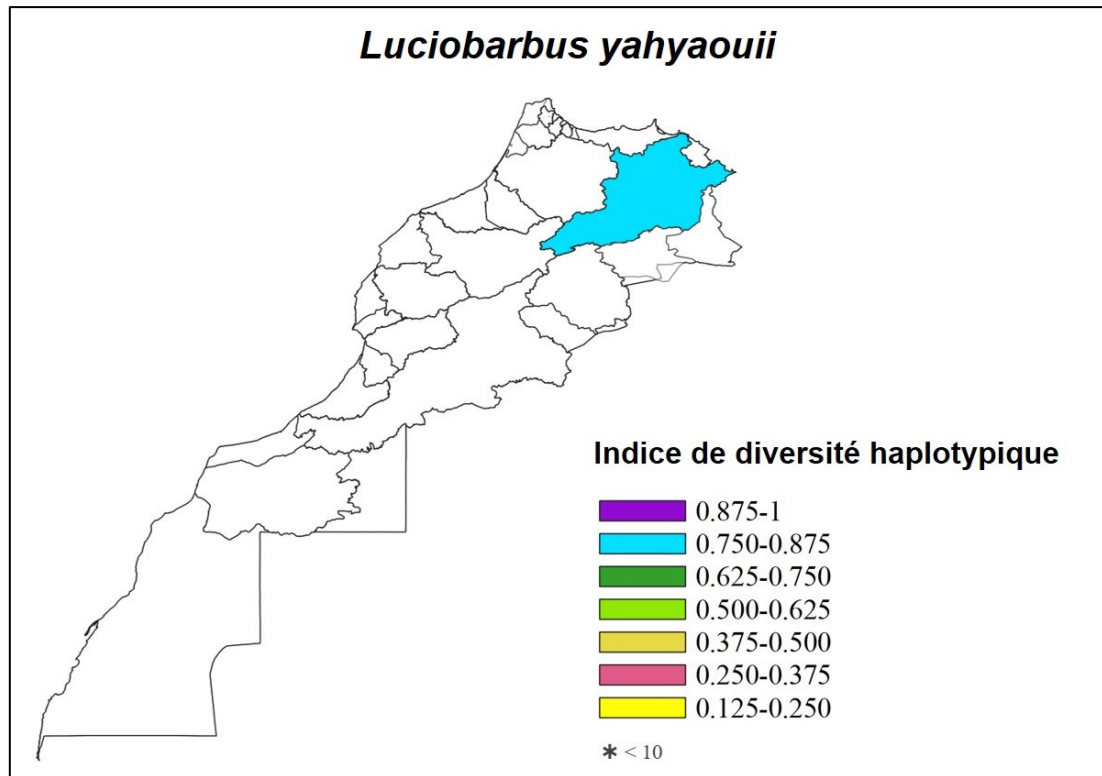 Luciobarbus yahyaouii
Indice de diversité haplotypique
0.875-1
0.750-0.875
0.625-0.750
0.500-0.625
0.375-0.500
0.250-0.375
0.125-0.250
* < 10